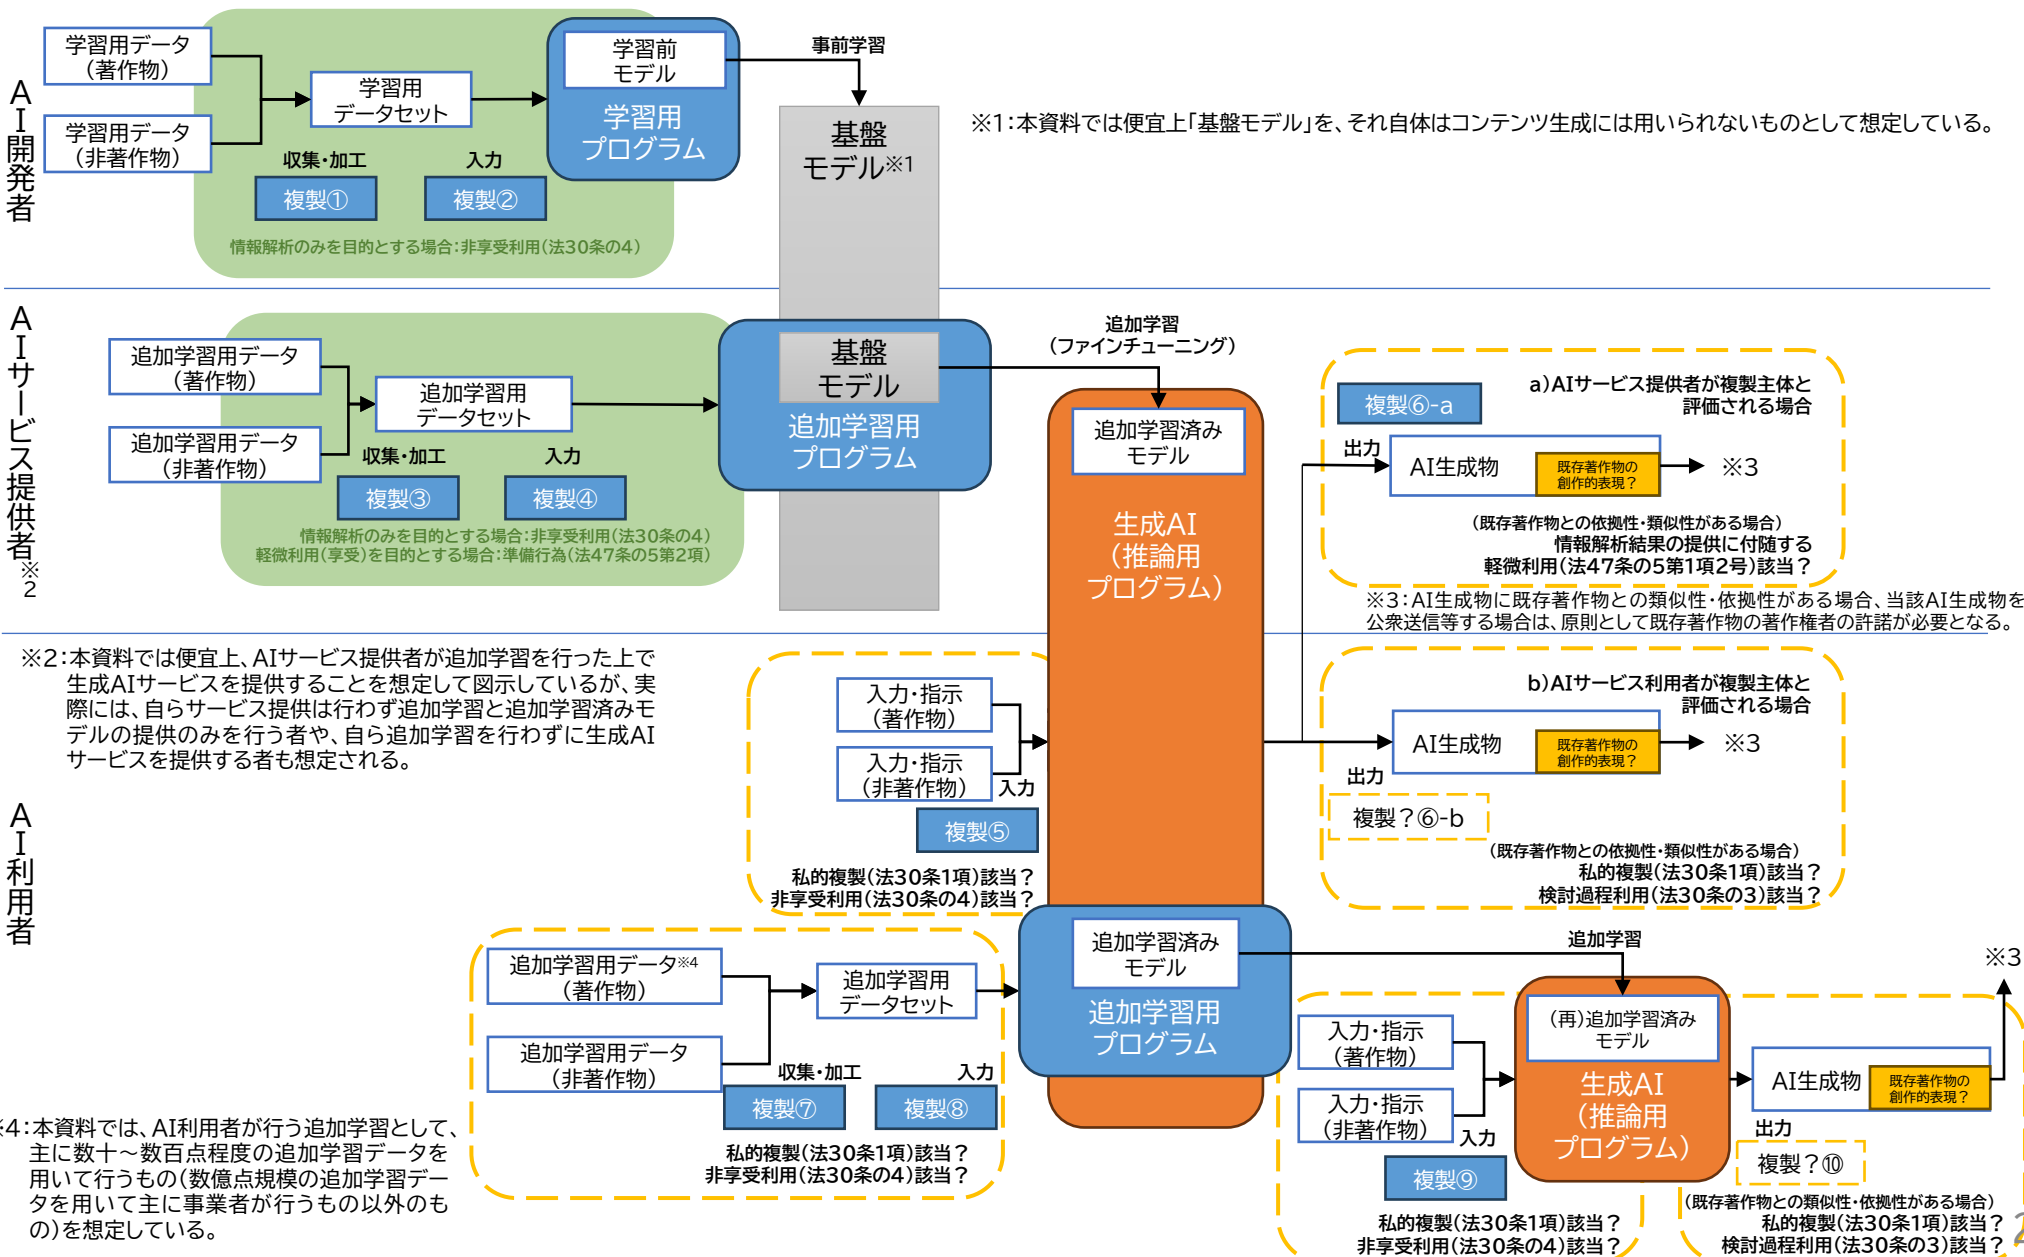 AI開発者
学習用データ
（著作物）
学習用データ
（非著作物）
学習用
データセット
収集・加工
複製①
入力
複製②
情報解析のみを目的とする場合：非享受利用（法30条の4）
学習前
モデル
学習用
プログラム
事前学習
基盤
モデル※1
※1：本資料では便宜上「基盤モデル」を、それ自体はコンテンツ生成には用いられないものとして想定している。
AIサービス提供者※2
追加学習用データ
（著作物）
追加学習用データ
（非著作物）
追加学習用
データセット
収集・加工
複製③
入力
複製④
情報解析のみを目的とする場合：非享受利用（法30条の4）
軽微利用（享受）を目的とする場合：準備行為（法47条の5第2項）
基盤
モデル
追加学習用
プログラム
追加学習
（ファインチューニング）
追加学習済み
モデル
生成AI
（推論用
プログラム）
複製⑥-a
a）AIサービス提供者が複製主体と
評価される場合
出力
AI生成物
既存著作物の
創作的表現？
※3
（既存著作物との依拠性・類似性がある場合）
情報解析結果の提供に付随する
軽微利用（法47条の5第1項2号）該当？
※3：AI生成物に既存著作物との類似性・依拠性がある場合、当該AI生成物を
公衆送信等する場合は、原則として既存著作物の著作権者の許諾が必要となる。
※2：本資料では便宜上、AIサービス提供者が追加学習を行った上で
生成AIサービスを提供することを想定して図示しているが、実
際には、自らサービス提供は行わず追加学習と追加学習済みモ
デルの提供のみを行う者や、自ら追加学習を行わずに生成AI
サービスを提供する者も想定される。
AI利用者
入力・指示
（著作物）
入力・指示
（非著作物）
入力
複製⑤
私的複製（法30条1項）該当？
非享受利用（法30条の4）該当？
b）AIサービス利用者が複製主体と
評価される場合
AI生成物
既存著作物の
創作的表現？
※3
出力
複製？⑥-b
（既存著作物との依拠性・類似性がある場合）
私的複製（法30条1項）該当？
検討過程利用（法30条の3）該当？
追加学習用データ※4
（著作物）
追加学習用データ
（非著作物）
追加学習用
データセット
収集・加工
複製⑦
入力
複製⑧
私的複製（法30条1項）該当？
非享受利用（法30条の4）該当？
追加学習済み
モデル
追加学習用
プログラム
追加学習
入力・指示
（著作物）
入力・指示
（非著作物）
入力
複製⑨
私的複製（法30条1項）該当？
非享受利用（法30条の4）該当？
（再）追加学習済み
モデル
生成AI
（推論用
プログラム）
AI生成物
既存著作物の
創作的表現？
※3
出力
複製？⑩
（既存著作物との類似性・依拠性がある場合）
私的複製（法30条1項）該当？
検討過程利用（法30条の3）該当？
※4：本資料では、AI利用者が行う追加学習として、
主に数十～数百点程度の追加学習データを
用いて行うもの（数億点規模の追加学習デー
タを用いて主に事業者が行うもの以外のも
の）を想定している。